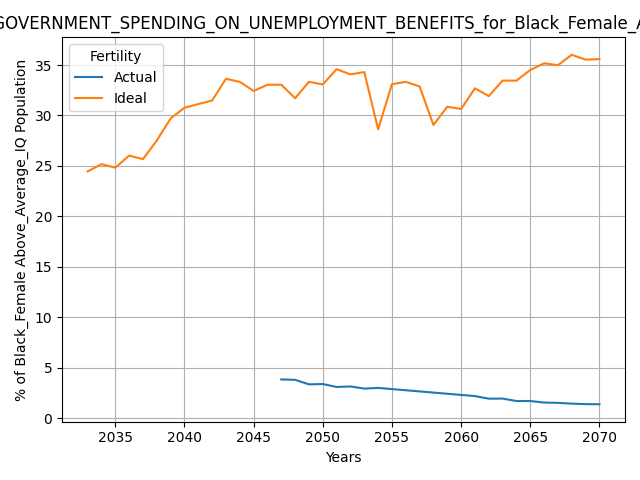 GOVERNMENT_SPENDING_ON_UNEMPLOYMENT_BENEFITS_for_Black_Female_A
Fertility
Actual
Ideal
% of Black_Female Above_Average_IQ Population
35
30
25
20
15
10
5
0
2035 2040 2045 2050 2055 2060 2065 2070
Years